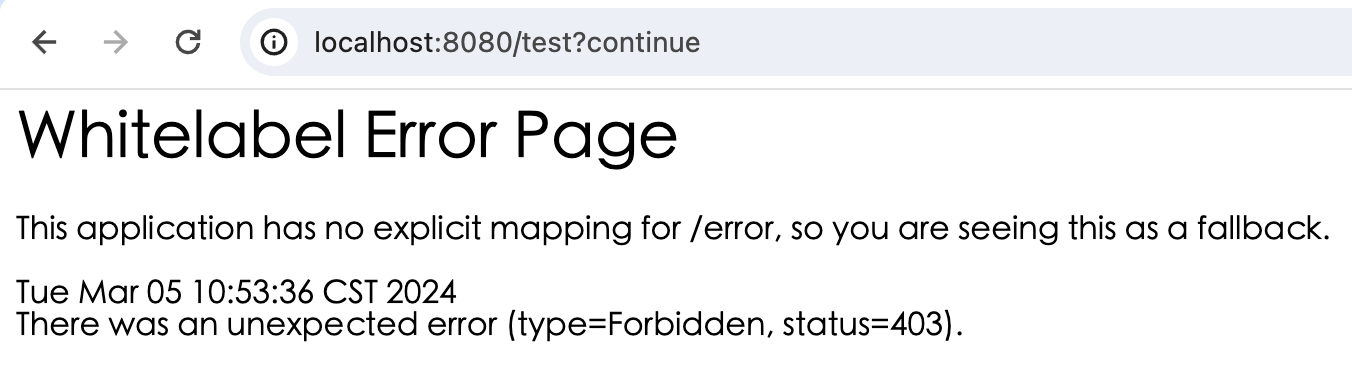 localhost:8080/test?continue
Whitelabel Error Page
This application has no explicit mapping for /error, so you are seeing this as a fallback.
Tue Mar 05 10:53:36 CST 2024
There was an unexpected error (type=Forbidden, status=403).